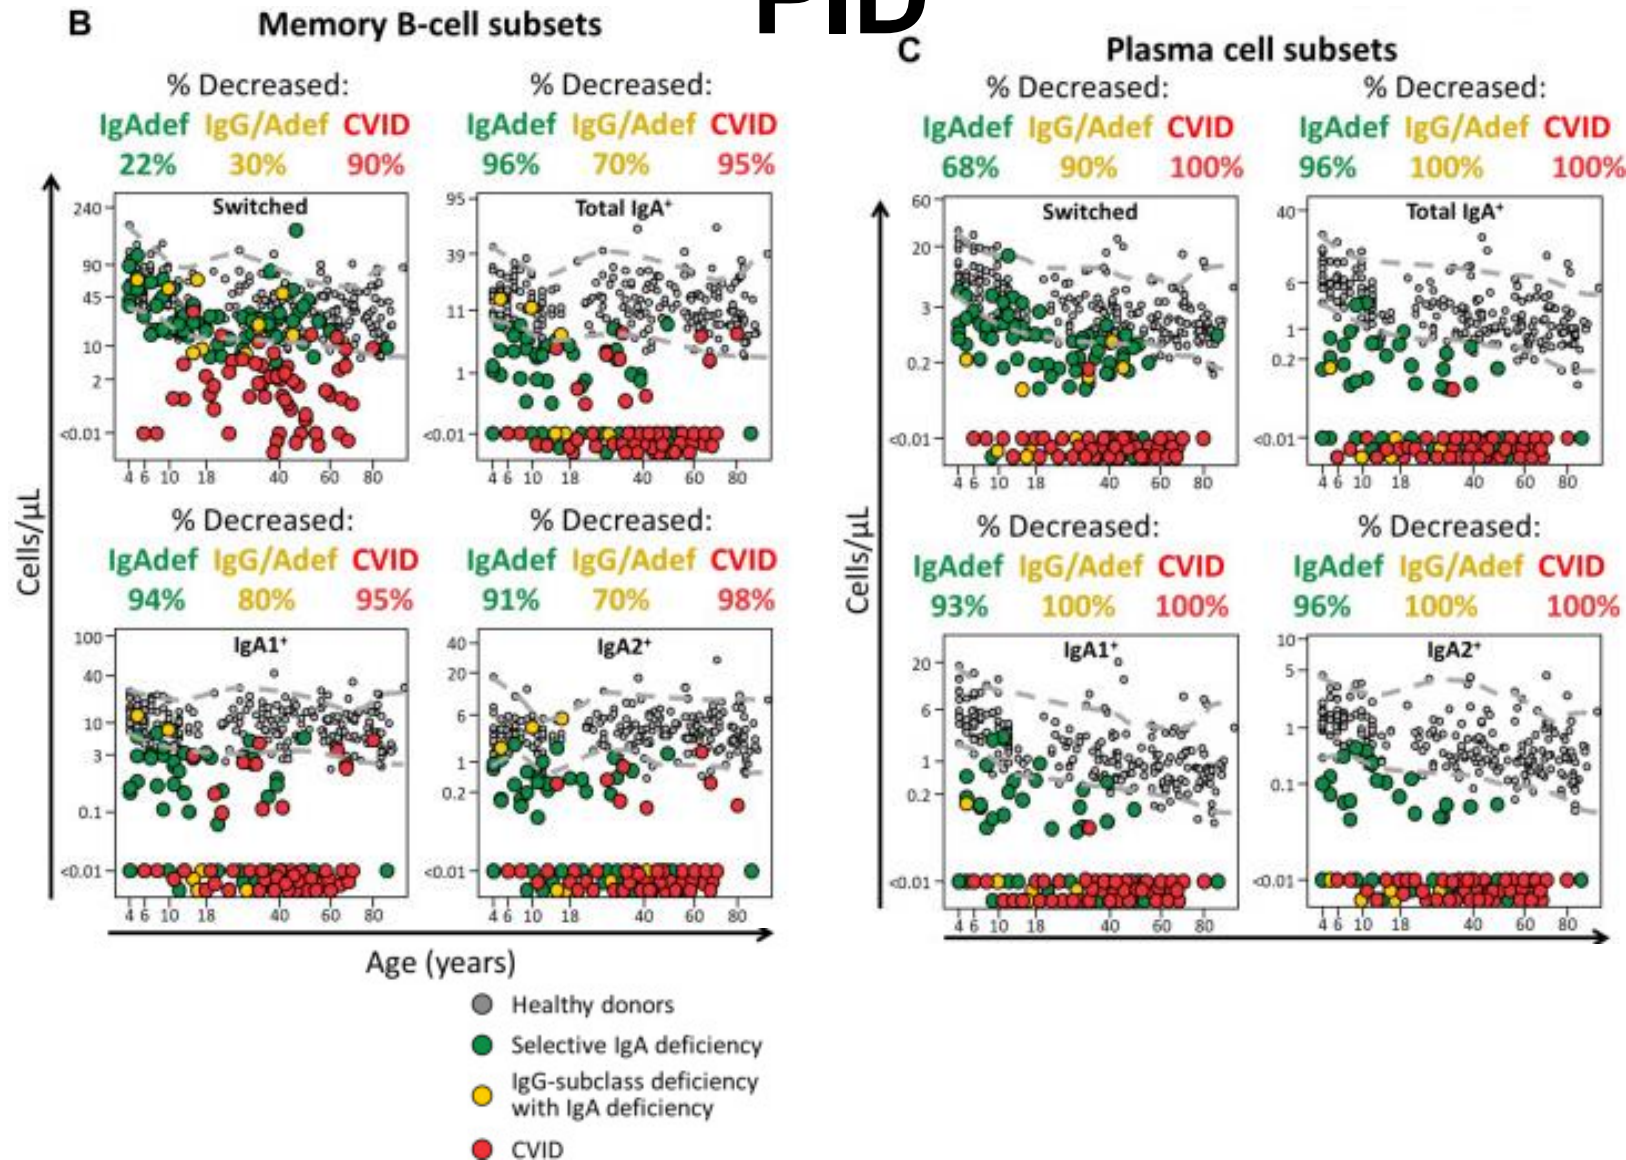 PID
B Memory B-cell subsets
% Decreased: % Decreased:
IgAdef IgG/Adef CVID IgAdef IgG/Adef CVID
22% 30% 90% 96% 70% 95%
Switched
240
90
45
10
2
<0.01
4 6 10 18 40 60 80
Total IgA⁺
95
39
11
1
<0.01
4 6 10 18 40 60 80
% Decreased: % Decreased:
IgAdef IgG/Adef CVID IgAdef IgG/Adef CVID
94% 80% 95% 91% 70% 98%
IgA1⁺
100
40
10
3
0.1
<0.01
4 6 10 18 40 60 80
IgA2⁺
40
20
6
1
0.2
<0.01
4 6 10 18 40 60 80
Cells/µL
Age (years)
Healthy donors
Selective IgA deficiency
IgG-subclass deficiency
with IgA deficiency
CVID
C Plasma cell subsets
% Decreased: % Decreased:
IgAdef IgG/Adef CVID IgAdef IgG/Adef CVID
68% 90% 100% 96% 100% 100%
Switched
60
20
3
0.2
<0.01
4 6 10 18 40 60 80
Total IgA⁺
40
6
1
0.2
<0.01
4 6 10 18 40 60 80
% Decreased: % Decreased:
IgAdef IgG/Adef CVID IgAdef IgG/Adef CVID
93% 100% 100% 96% 100% 100%
IgA1⁺
20
6
1
0.2
<0.01
4 6 10 18 40 60 80
IgA2⁺
10
5
1
0.1
<0.01
4 6 10 18 40 60 80
Cells/µL